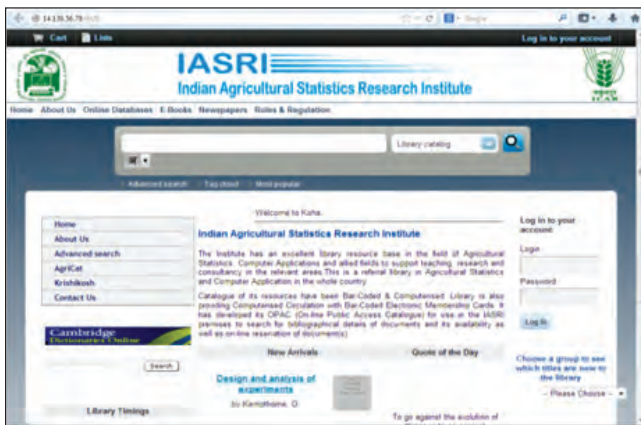 Cart Lists Log in to your account
IASRI
Indian Agricultural Statistics Research Institute
ICAR
Home About Us Online Databases E-Books Newspapers Rules & Regulation
Library catalog
Advanced search Tag cloud Most popular
Welcome to Koha.
Home
About Us
Advanced search
AgriCat
Krishikosh
Contact Us
Cambridge
Dictionaries Online
Search
Library Timings
Indian Agricultural Statistics Research Institute
The Institute has an excellent library resource base in the field of Agricultural
Statistics. Computer Applications and allied fields to support teaching, research and
consultancy in the relevant areas.This is a referal library in Agricultural Statistics
and Computer Application in the whole country
Catalogue of its resources have been Bar-Coded & Computerised. Library is also
providing Computerised Circulation with Bar-Coded Electronic Membership Cards. It
has developed its OPAC (On-line Public Access Catalogue) for use in the IASRI
premises to search for bibliographical details of documents and its availability as
well as on-line reservation of document(s)
New Arrivals
Design and analysis of
experiments
Quote of the Day
To go against the evolution of
Log in to your
account
Login
Password
Log In
Choose a group to see
which titles are new to
the library
-- Please Choose --